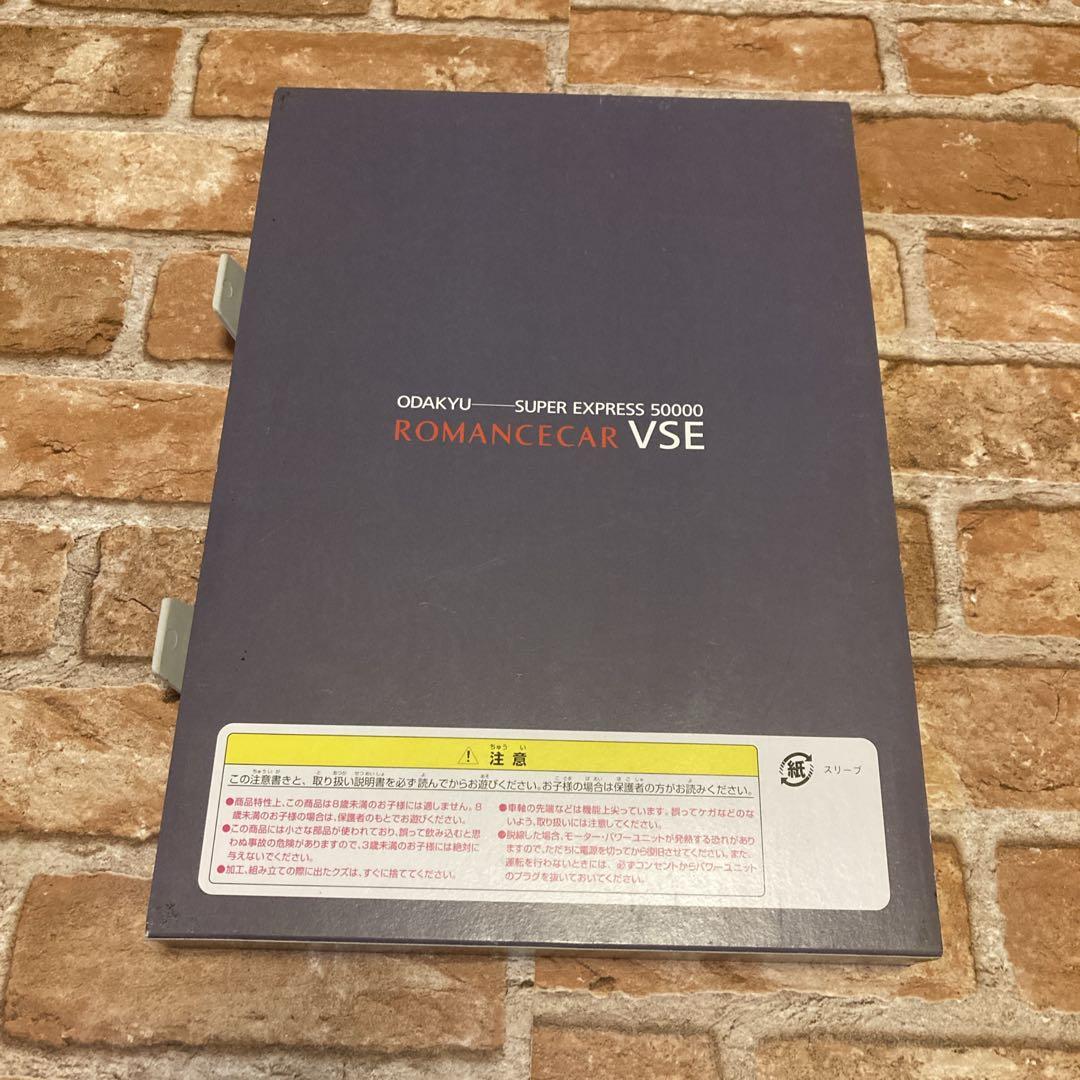 ODAKYU——SUPER EXPRESS 50000
ROMANCECAR VSE
ちゅうい
注意
この注意書きと、取り扱い説明書を必ず読んでからお遊びください。お子様の場合は保護者の方がお読みください。
●商品特性上、この商品は8歳未満のお子様には適しません。8
歳未満のお子様の場合は、保護者のもとでお遊びください。
●この商品には小さな部品が使われており、誤って飲み込むと思
わぬ事故の危険がありますので、3歳未満のお子様には絶対に
与えないでください。
●加工、組み立ての際に出たクズは、すぐに捨ててください。
●車軸の先端などは機能上尖っています。誤ってケガなどのな
いよう、取り扱いには注意してください。
●脱線した場合、モーター・パワーユニットが発熱する恐れがあり
ますので、ただちに電源を切ってから復旧させてください。また、
運転を行わないときには、必ずコンセントからパワーユニット
のプラグを抜いておいてください。
紙
スリーブ